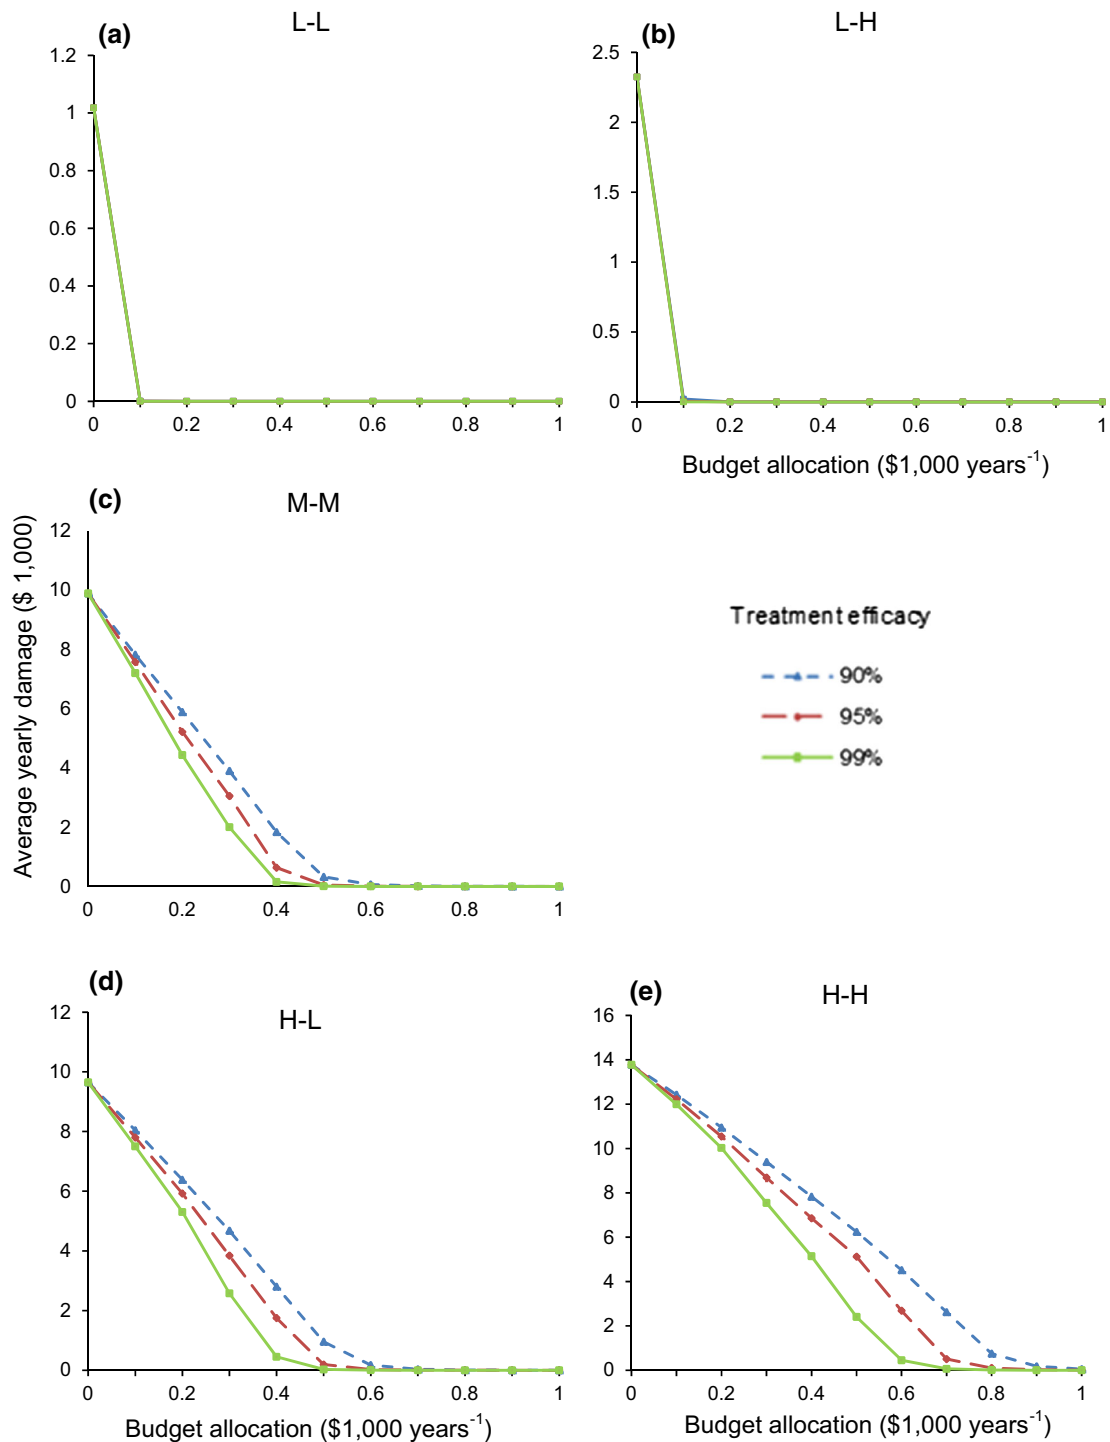 (a)
L-L
1.2
1
0.8
0.6
0.4
0.2
0
0 0.2 0.4 0.6 0.8 1
(b)
L-H
2.5
2
1.5
1
0.5
0
0 0.2 0.4 0.6 0.8 1
Budget allocation ($1,000 years-1)
(c)
M-M
Average yearly damage ($ 1,000)
12
10
8
6
4
2
0
0 0.2 0.4 0.6 0.8 1
Treatment efficacy
90%
95%
99%
(d)
H-L
12
10
8
6
4
2
0
0 0.2 0.4 0.6 0.8 1
Budget allocation ($1,000 years-1)
(e)
H-H
16
14
12
10
8
6
4
2
0
0 0.2 0.4 0.6 0.8 1
Budget allocation ($1,000 years-1)